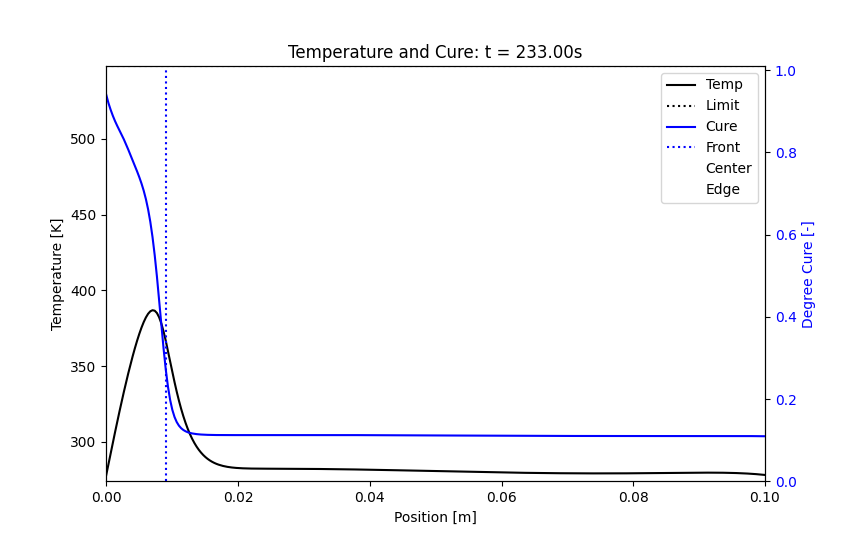 Temperature and Cure: t = 233.00s
Temp
Limit
Cure
Front
Center
Edge
Temperature [K]
500
450
400
350
300
Degree Cure [-]
1.0
0.8
0.6
0.4
0.2
0.0
0.00 0.02 0.04 0.06 0.08 0.10
Position [m]